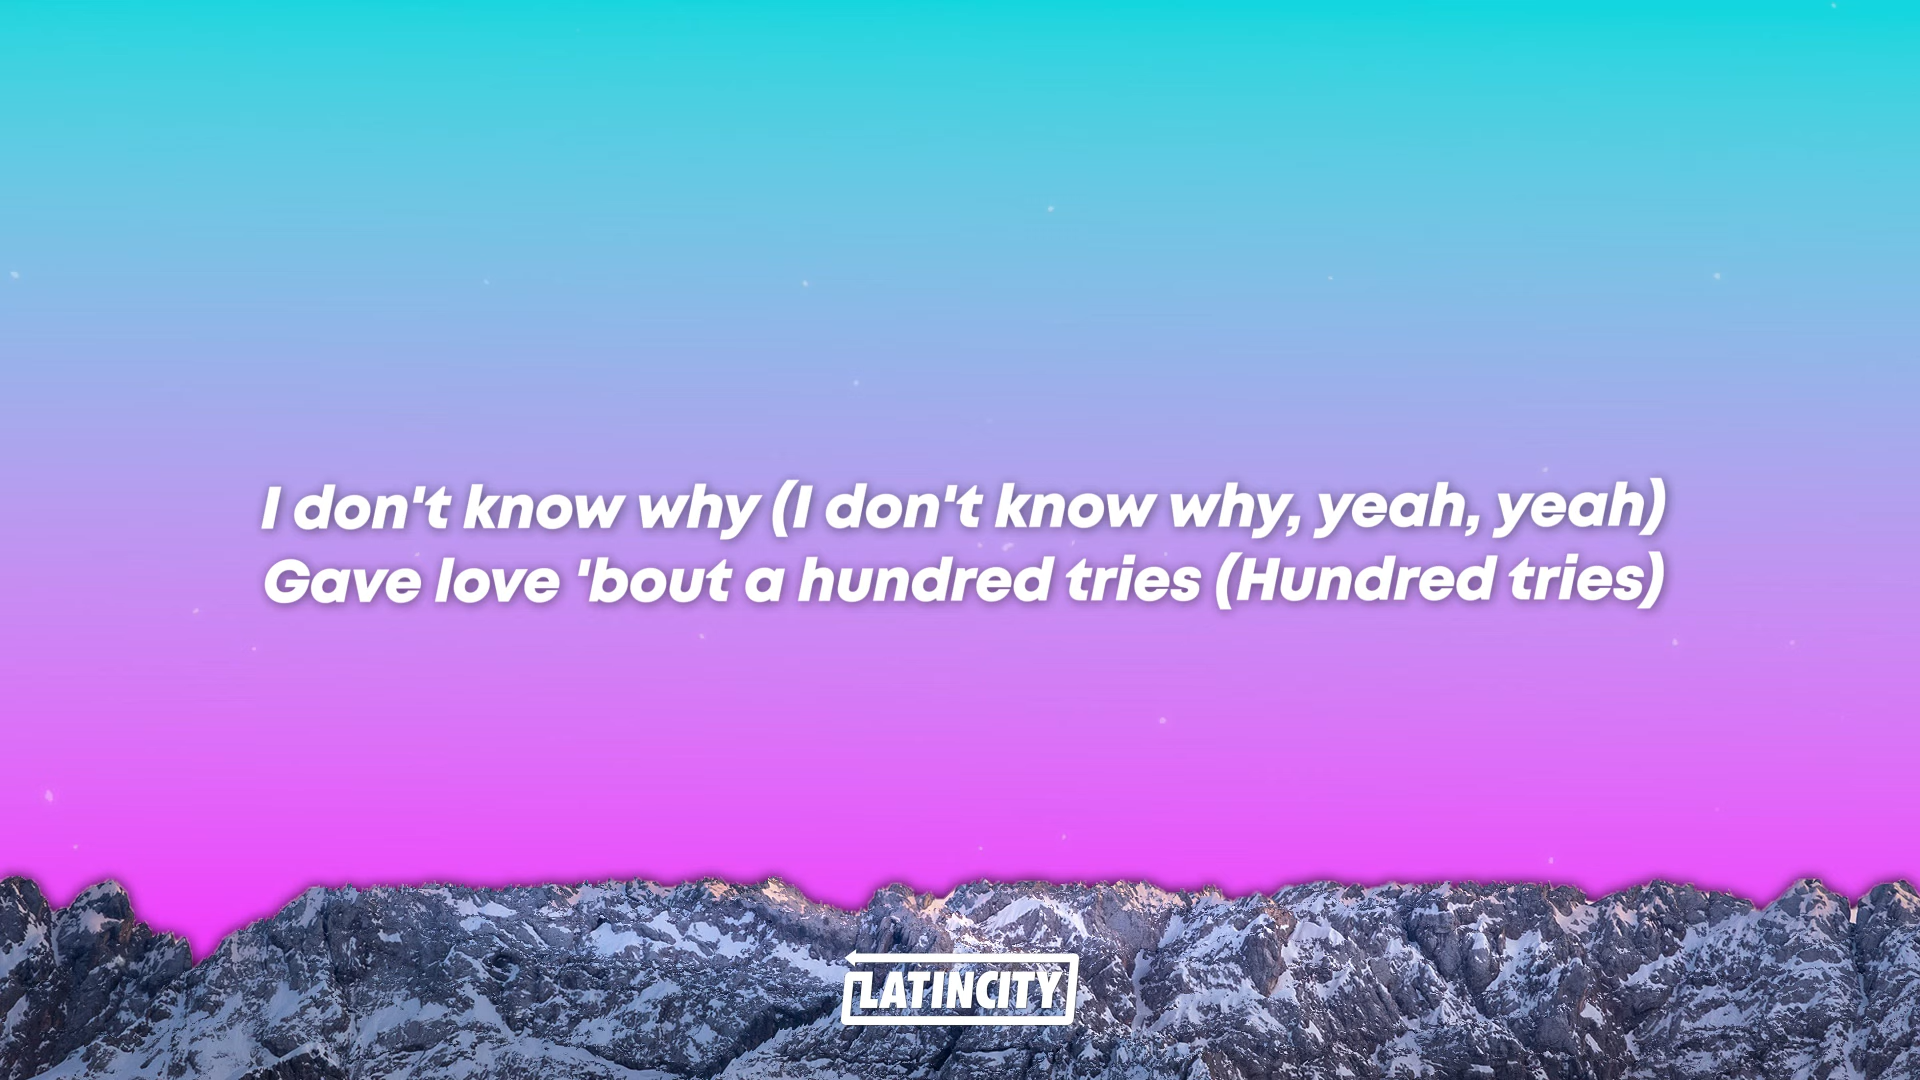 I don't know why (I don't know why, yeah, yeah)
Gave love 'bout a hundred tries (Hundred tries)
LATINCITY